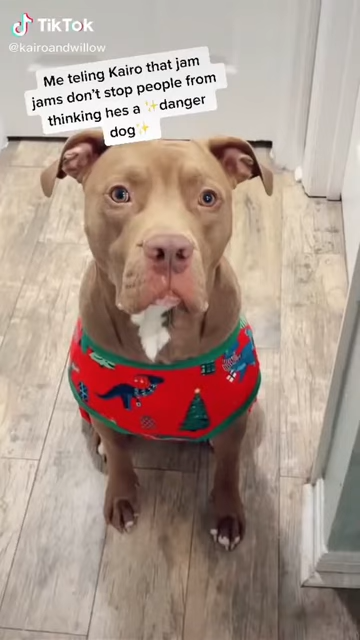 TikTok
@kairoandwillow
Me teling Kairo that jam
jams don't stop people from
thinking hes a ✨danger
dog✨